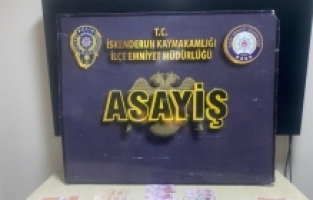 T.C.
İSKENDERUN KAYMAKAMLIĞI
İLÇE EMNİYET MÜDÜRLÜĞÜ
ASAYİŞ